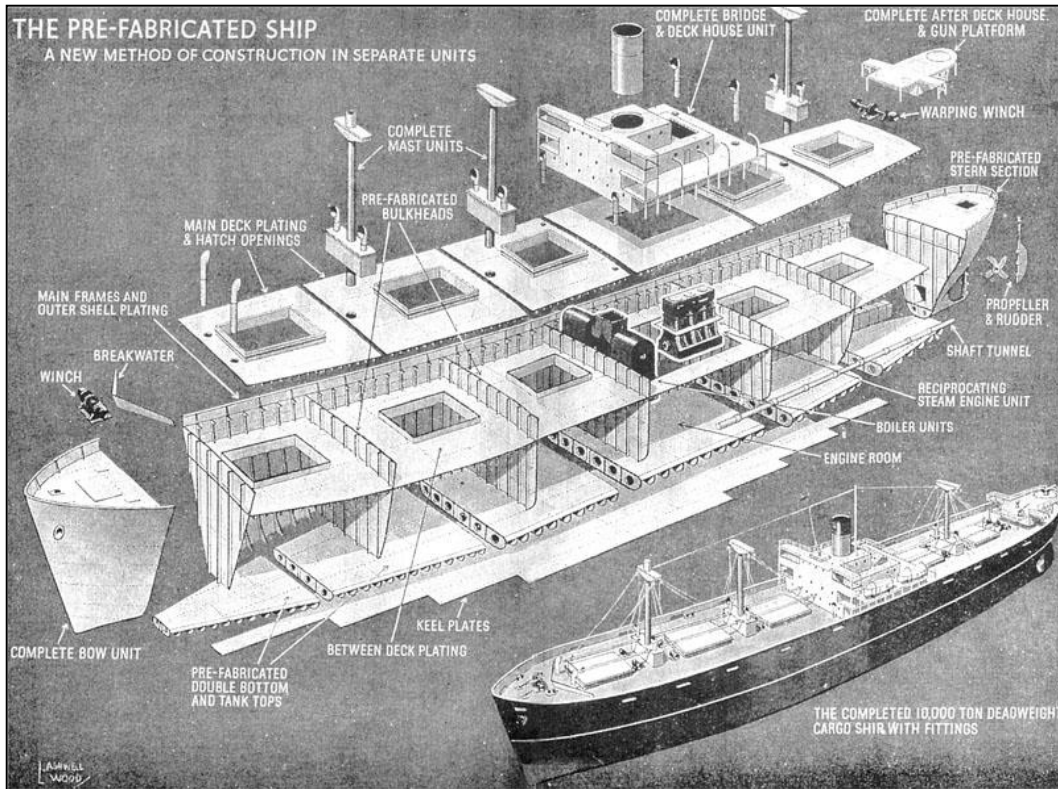 THE PRE-FABRICATED SHIP
A NEW METHOD OF CONSTRUCTION IN SEPARATE UNITS
COMPLETE BRIDGE
& DECK HOUSE UNIT
COMPLETE AFTER DECK HOUSE
& GUN PLATFORM
WARPING WINCH
COMPLETE
MAST UNITS
PRE-FABRICATED
STERN SECTION
PRE-FABRICATED
BULKHEADS
MAIN DECK PLATING
& HATCH OPENINGS
MAIN FRAMES AND
OUTER SHELL PLATING
PROPELLER
& RUDDER
BREAKWATER
SHAFT TUNNEL
WINCH
RECIPROCATING
STEAM ENGINE UNIT
BOILER UNITS
ENGINE ROOM
KEEL PLATES
COMPLETE BOW UNIT
BETWEEN DECK PLATING
PRE-FABRICATED
DOUBLE BOTTOM
AND TANK TOPS
THE COMPLETED 10,000 TON DEADWEIGHT
CARGO SHIP WITH FITTINGS
L.ASHWELL
WOOD